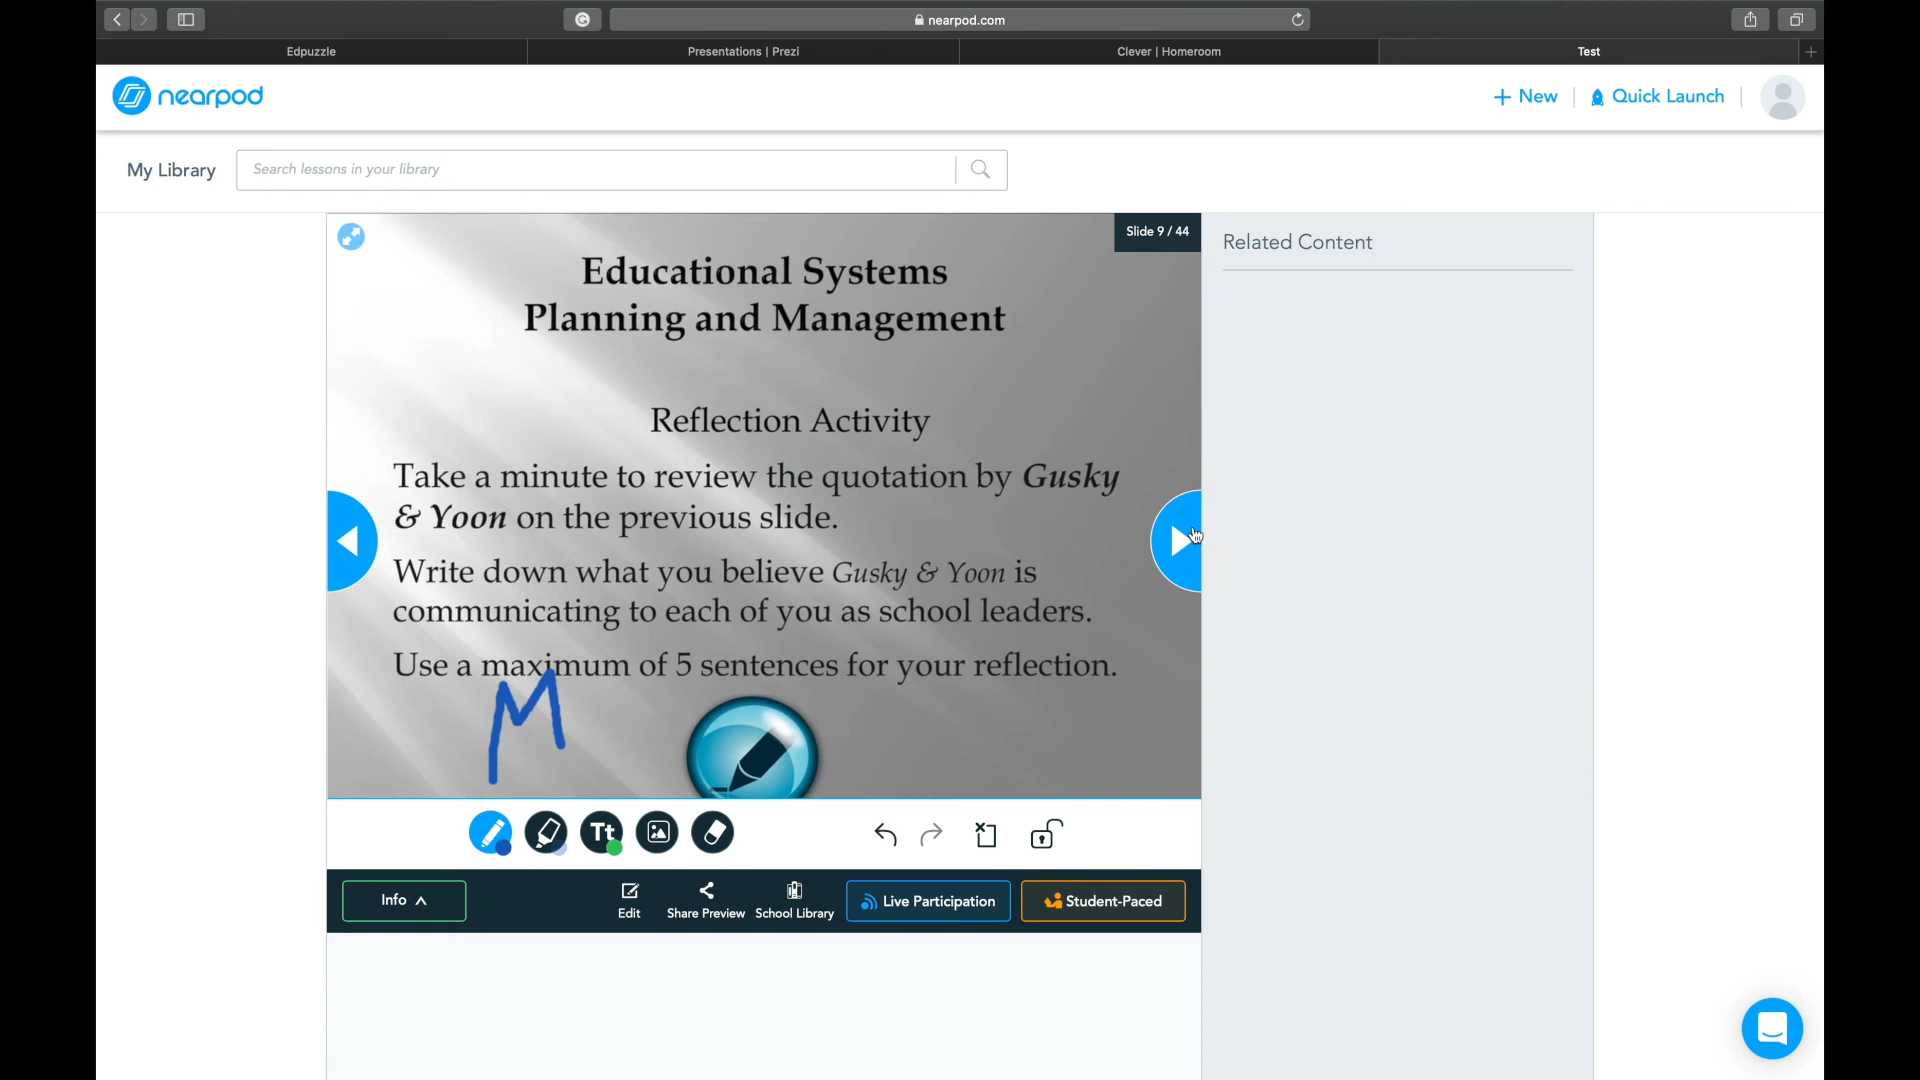 nearpod.com
Edpuzzle
Presentations | Prezi
Clever | Homeroom
Test
nearpod
+ New
Quick Launch
My Library
Search lessons in your library
Slide 9 / 44
Related Content
Educational Systems
Planning and Management
Reflection Activity
Take a minute to review the quotation by Gusky
& Yoon on the previous slide.
Write down what you believe Gusky & Yoon is
communicating to each of you as school leaders.
Use a maximum of 5 sentences for your reflection.
M
Tt
Info
Edit
Share Preview
School Library
Live Participation
Student-Paced